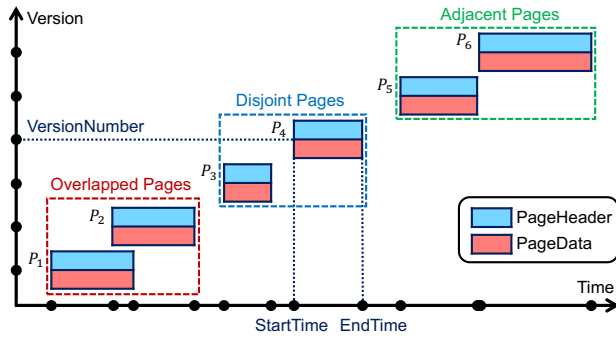 Version
Adjacent Pages
P6
P5
Disjoint Pages
VersionNumber
P4
P3
Overlapped Pages
P2
P1
PageHeader
PageData
Time
StartTime
EndTime